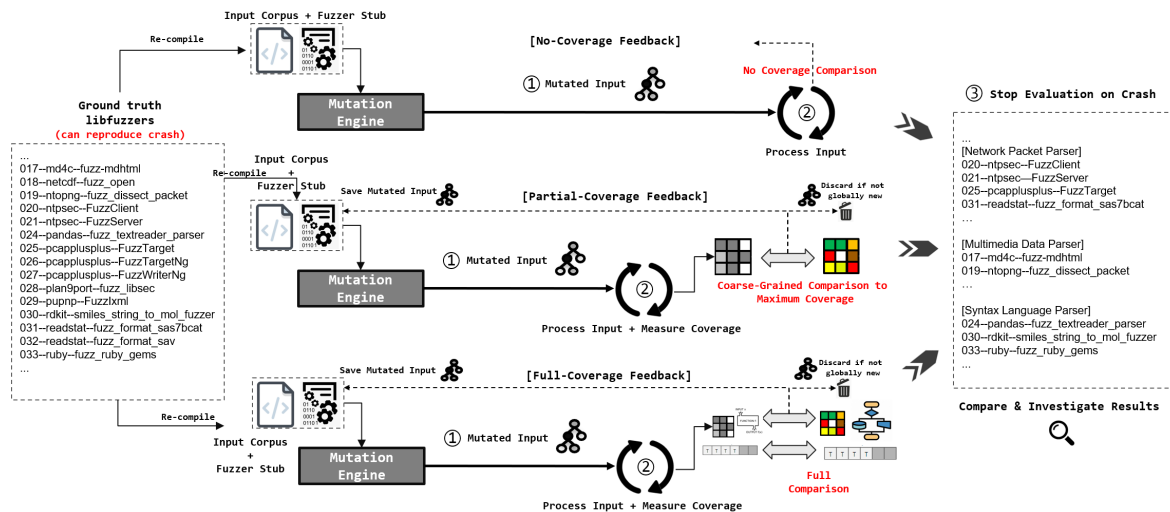 Input Corpus + Fuzzer Stub
Re-compile
[No-Coverage Feedback]
No Coverage Comparison
① Mutated Input
Mutation
Engine
②
Process Input
Ground truth
libfuzzers
(can reproduce crash)
...
017--md4c--fuzz-mdhtml
018--netcdf--fuzz_open
019--ntopng--fuzz_dissect_packet
020--ntpsec--FuzzClient
021--ntpsec--FuzzServer
024--pandas--fuzz_textreader_parser
025--pcapplusplus--FuzzTarget
026--pcapplusplus--FuzzTargetNg
027--pcapplusplus--FuzzWriterNg
028--plan9port--fuzz_libsec
029--pupnp--FuzzIxml
030--rdkit--smiles_string_to_mol_fuzzer
031--readstat--fuzz_format_sas7bcat
032--readstat--fuzz_format_sav
033--ruby--fuzz_ruby_gems
...
Re-compile
Input Corpus
+
Fuzzer Stub
Save Mutated Input
[Partial-Coverage Feedback]
Discard if not
globally new
① Mutated Input
Mutation
Engine
②
Process Input + Measure Coverage
Coarse-Grained Comparison to
Maximum Coverage
Re-compile
Input Corpus
+
Fuzzer Stub
Save Mutated Input
[Full-Coverage Feedback]
Discard if not
globally new
① Mutated Input
Mutation
Engine
②
Process Input + Measure Coverage
T T T T
T T T T
Full
Comparison
③ Stop Evaluation on Crash
...
[Network Packet Parser]
020--ntpsec--FuzzClient
021--ntpsec—FuzzServer
025--pcapplusplus--FuzzTarget
031--readstat--fuzz_format_sas7bcat
...
[Multimedia Data Parser]
017--md4c--fuzz-mdhtml
019--ntopng--fuzz_dissect_packet
...
[Syntax Language Parser]
024--pandas--fuzz_textreader_parser
030--rdkit--smiles_string_to_mol_fuzzer
033--ruby--fuzz_ruby_gems
...
Compare & Investigate Results